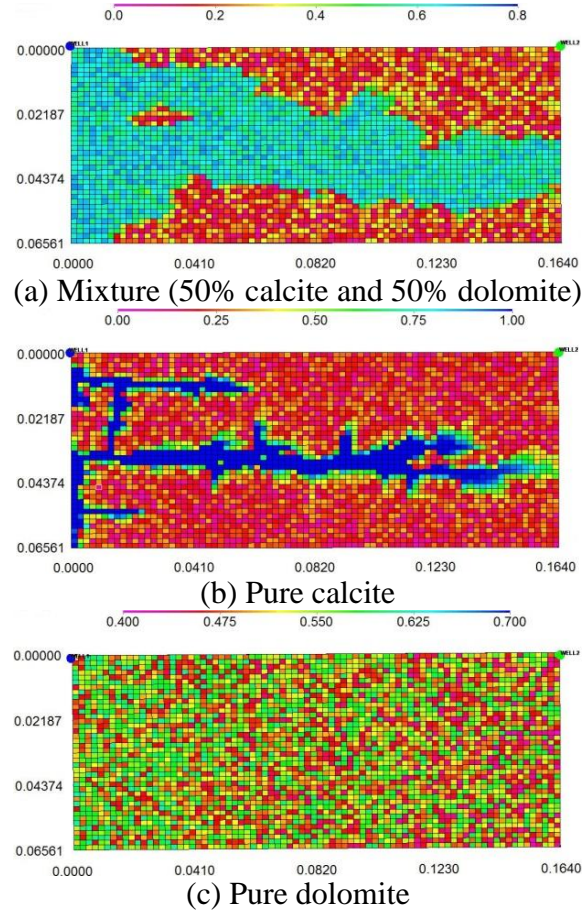 0.0 0.2 0.4 0.6 0.8
WELL1 WELL2
0.00000
0.02187
0.04374
0.06561
0.0000 0.0410 0.0820 0.1230 0.1640
(a) Mixture (50% calcite and 50% dolomite)
0.00 0.25 0.50 0.75 1.00
WELL1 WELL2
0.00000
0.02187
0.04374
0.06561
0.0000 0.0410 0.0820 0.1230 0.1640
(b) Pure calcite
0.400 0.475 0.550 0.625 0.700
WELL1 WELL2
0.00000
0.02187
0.04374
0.06561
0.0000 0.0410 0.0820 0.1230 0.1640
(c) Pure dolomite